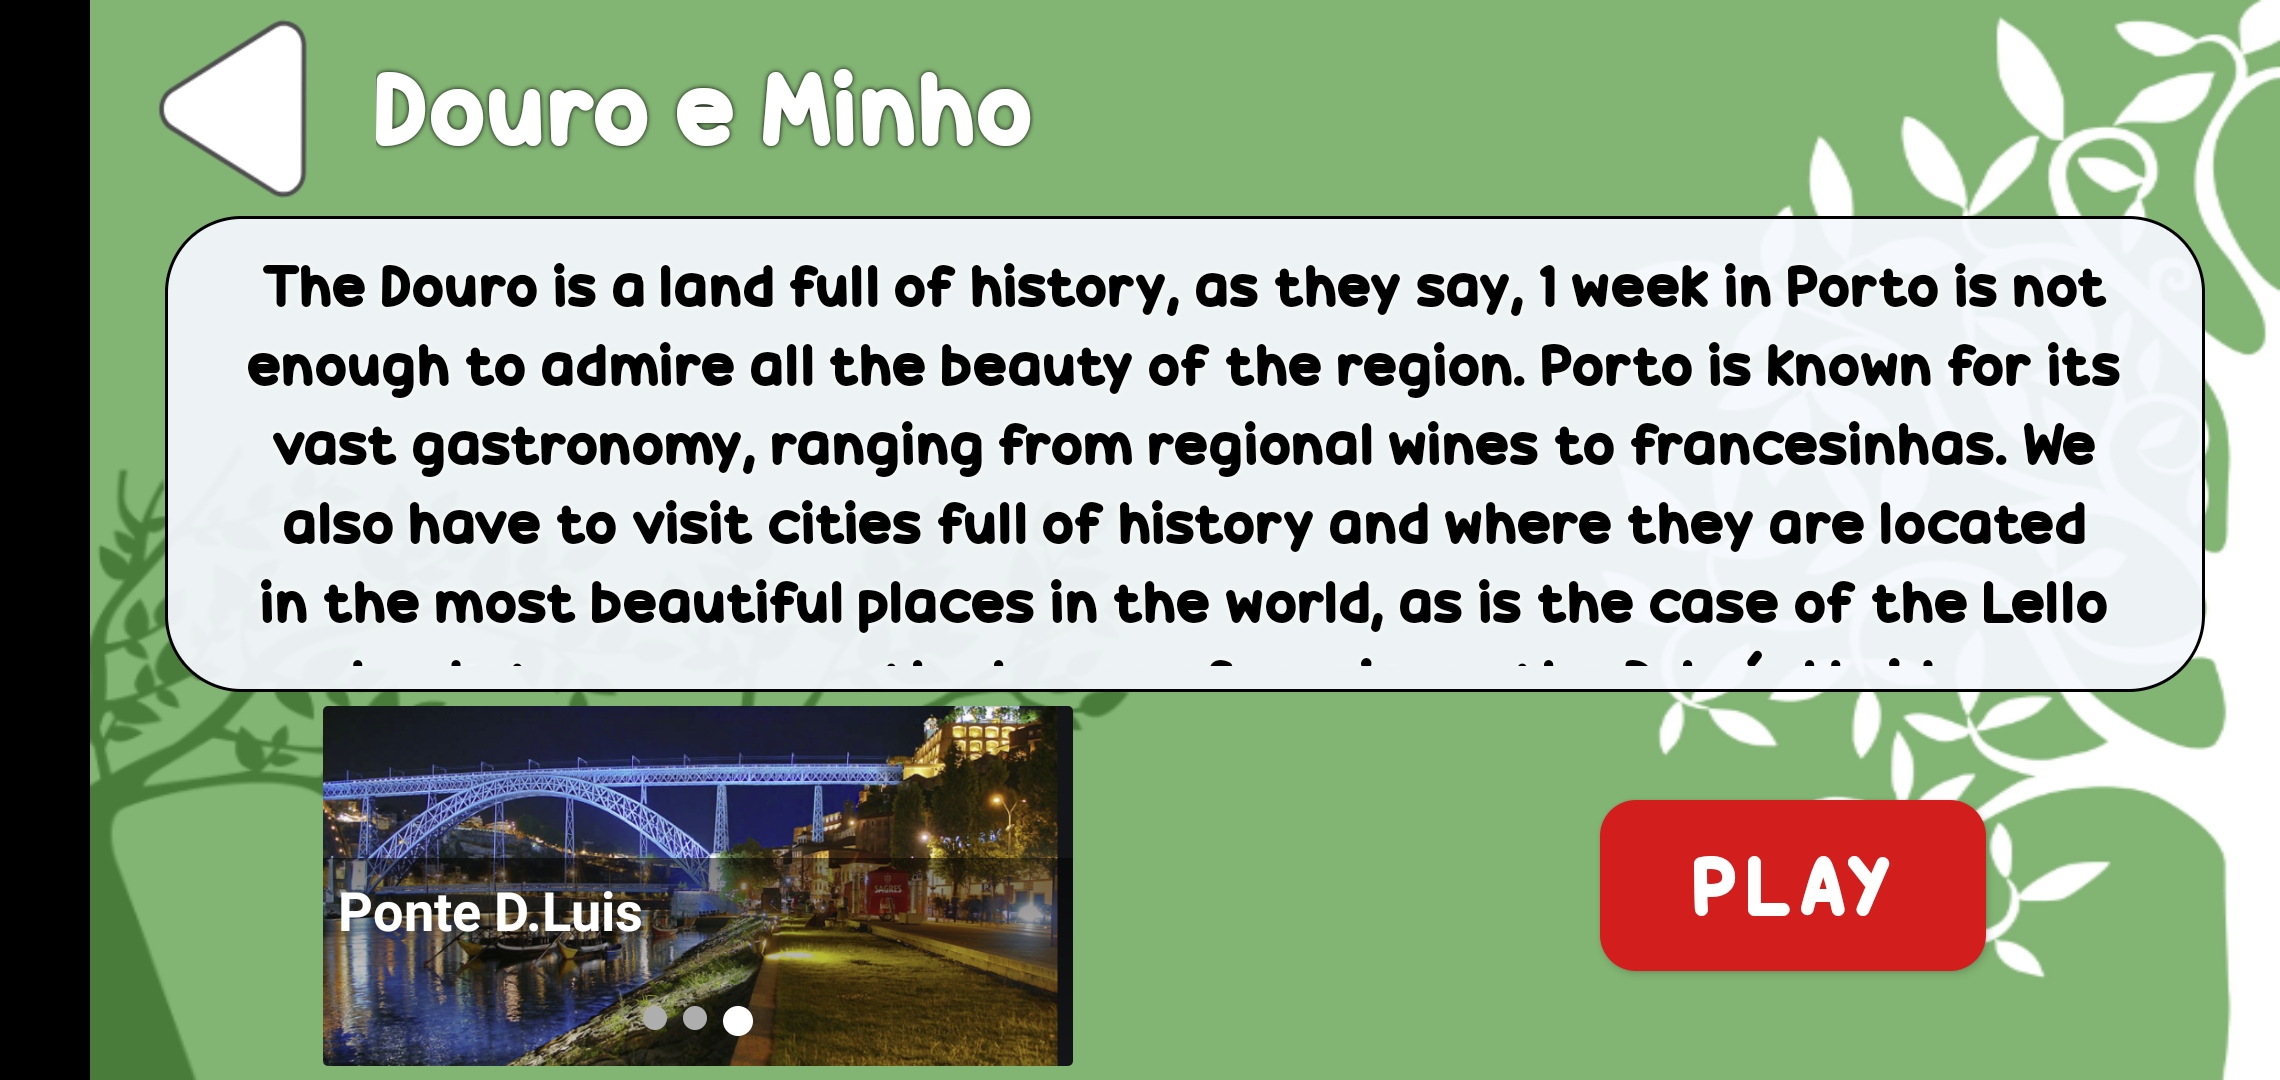 Douro e Minho
The Douro is a land full of history, as they say, 1 week in Porto is not
enough to admire all the beauty of the region. Porto is known for its
vast gastronomy, ranging from regional wines to francesinhas. We
also have to visit cities full of history and where they are located
in the most beautiful places in the world, as is the case of the Lello
SAGRES
Ponte D.Luis
PLAY